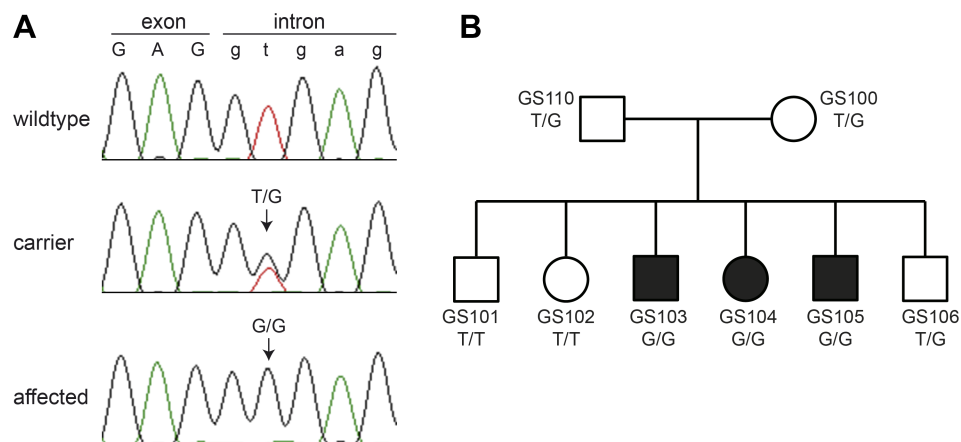 A
exon intron
G A G g t g a g
wildtype
T/G
carrier
G/G
affected
B
GS110
T/G
GS100
T/G
GS101
T/T
GS102
T/T
GS103
G/G
GS104
G/G
GS105
G/G
GS106
T/G